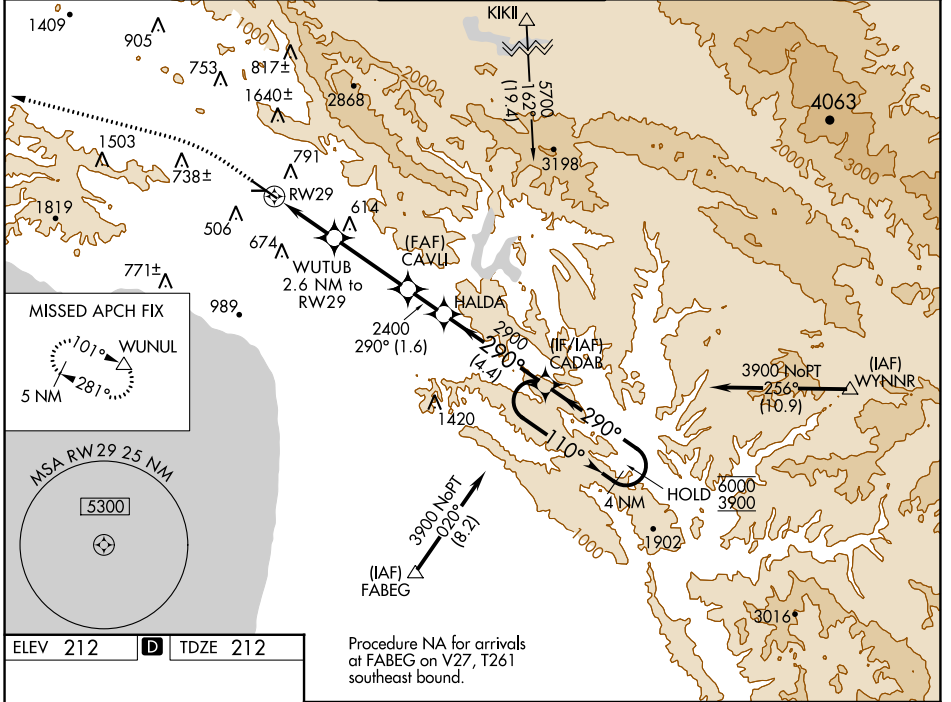 1409
905
753
817±
1640±
2868
KIKII
5700
162°
(19.4)
3198
4063
1000
2000
3000
1000
1503
738±
791
RW29
1819
506
614
674
WUTUB
2.6 NM to
RW29
(FAF)
CAVLI
HALDA
771±
989
2400
290° (1.6)
2900
290°
(4.4)
(IF/IAF)
CADAB
3900 NoPT
256°
(10.9)
(IAF)
WYNNR
MISSED APCH FIX
101°
WUNUL
281°
5 NM
1420
110°
290°
4 NM
HOLD
6000
3900
MSA RW29 25 NM
5300
3900 NoPT
020°
(8.2)
(IAF)
FABEG
1000
1902
3016
1000
ELEV 212
D
TDZE 212
Procedure NA for arrivals
at FABEG on V27, T261
southeast bound.